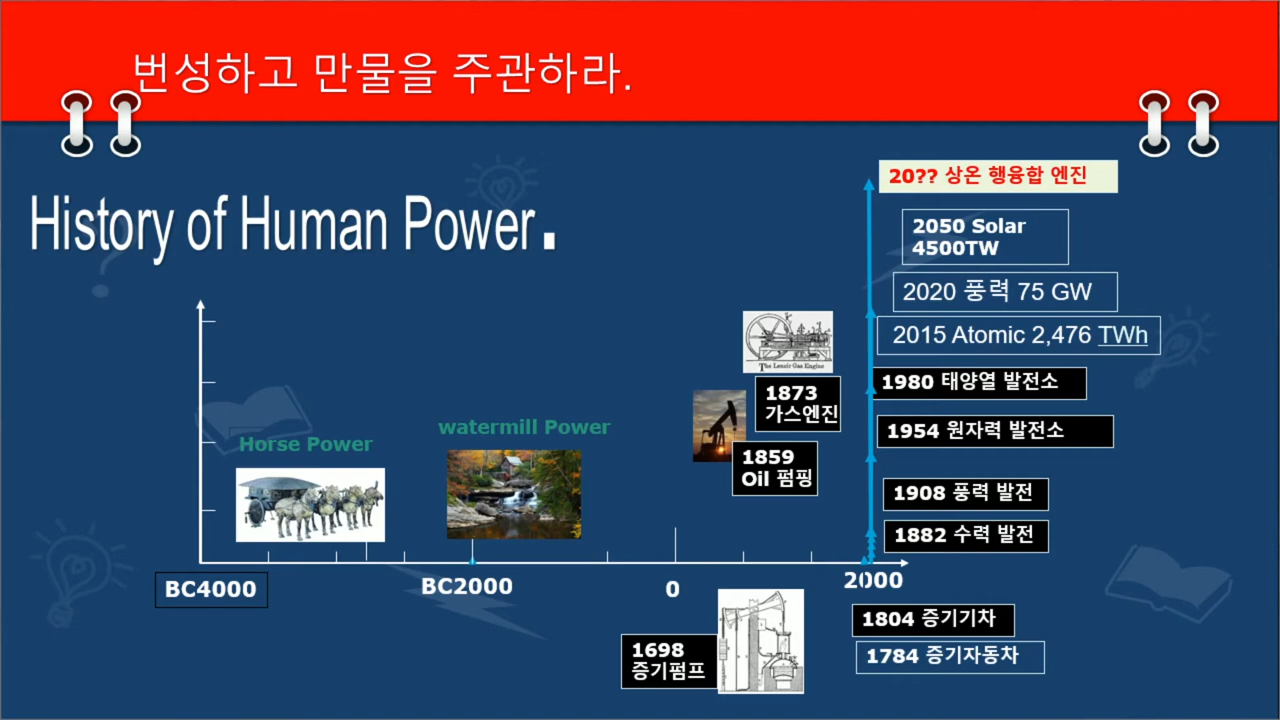 번성하고 만물을 주관하라.
History of Human Power.
20?? 상온 행융합 엔진
2050 Solar
4500TW
2020 풍력 75 GW
2015 Atomic 2,476 TWh
The Lenoir Gas Engine
1873
가스엔진
1980 태양열 발전소
1954 원자력 발전소
watermill Power
Horse Power
1859
Oil 펌핑
1908 풍력 발전
1882 수력 발전
BC4000
BC2000
0
2000
1804 증기기차
1698
증기펌프
1784 증기자동차